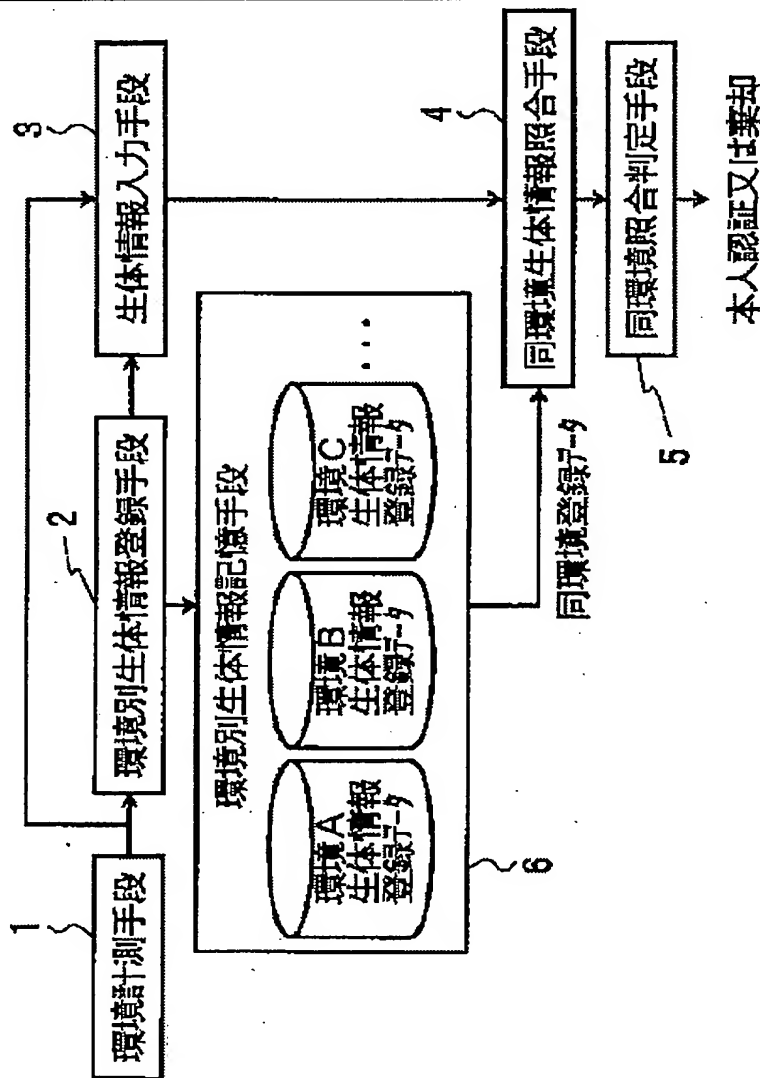 1
環境計測手段
2
環境別生体情報登録手段
3
生体情報入力手段
環境別生体情報記憶手段
環境A
生体情報
登録データ
環境B
生体情報
登録データ
環境C
生体情報
登録データ
・・・
6
同環境登録データ
4
同環境生体情報照合手段
同環境照合判定手段
5
本人認証又は棄却